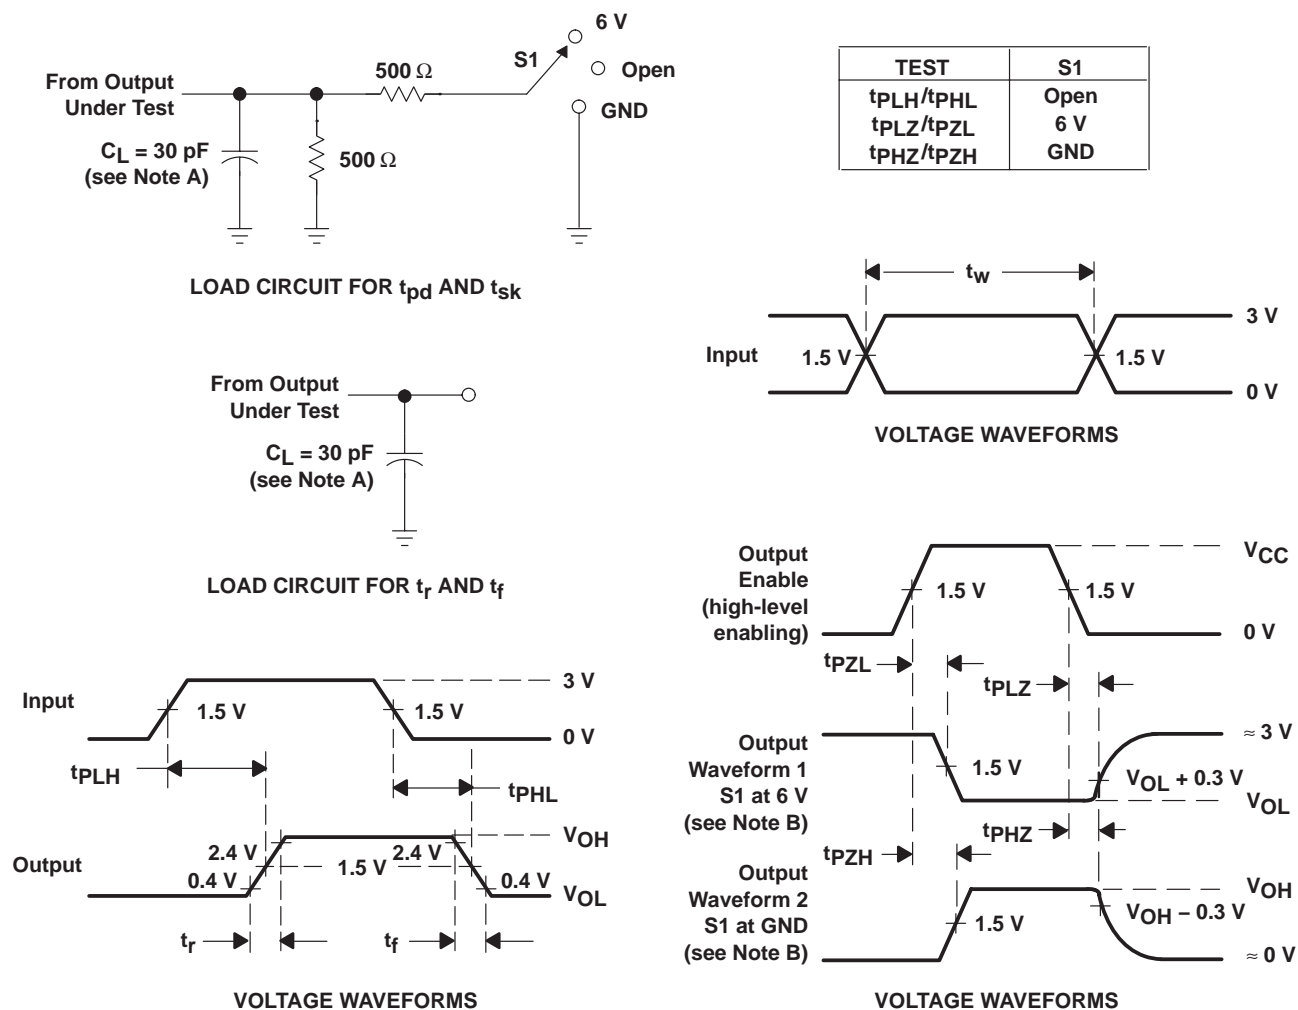 6 V
S1
Open
GND
500 Ω
From Output
Under Test
CL = 30 pF
(see Note A)
500 Ω
LOAD CIRCUIT FOR tpd AND tsk
TEST S1
tPLH/tPHL Open
tPLZ/tPZL 6 V
tPHZ/tPZH GND
tw
3 V
Input 1.5 V 1.5 V
0 V
VOLTAGE WAVEFORMS
From Output
Under Test
CL = 30 pF
(see Note A)
LOAD CIRCUIT FOR tr AND tf
Input
3 V
1.5 V 1.5 V
0 V
tPLH
tPHL
Output
VOH
2.4 V 1.5 V 2.4 V
0.4 V 0.4 V
VOL
tr tf
VOLTAGE WAVEFORMS
Output
Enable
(high-level
enabling)
VCC
1.5 V 1.5 V
0 V
tPZL
tPLZ
Output
Waveform 1
S1 at 6 V
(see Note B)
≈ 3 V
1.5 V
VOL + 0.3 V
VOL
tPHZ
tPZH
Output
Waveform 2
S1 at GND
(see Note B)
VOH
1.5 V
VOH − 0.3 V
≈ 0 V
VOLTAGE WAVEFORMS